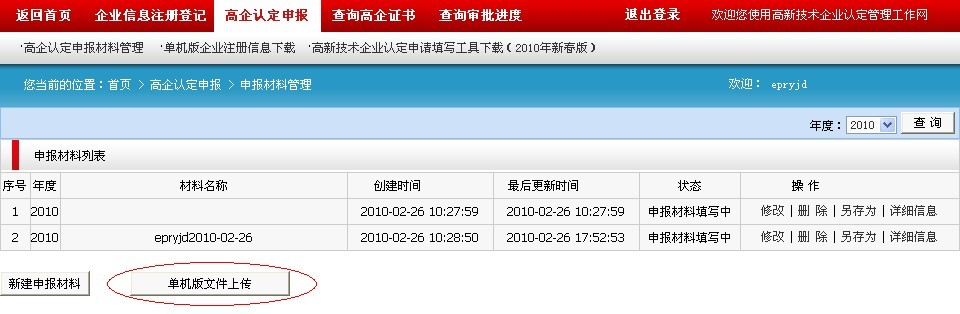 返回首页 企业信息注册登记 高企认定申报 查询高企证书 查询审批进度 退出登录 欢迎您使用高新技术企业认定管理工作网
·高企认定申报材料管理 ·单机版企业注册信息下载 ·高新技术企业认定申请填写工具下载(2010年新春版)
您当前的位置：首页 > 高企认定申报 > 申报材料管理 欢迎： epryjd
年度： 2010 查 询
申报材料列表
序号 年度 材料名称 创建时间 最后更新时间 状态 操 作
1 2010 2010-02-26 10:27:59 2010-02-26 10:27:59 申报材料填写中 修改 | 删 除 | 另存为 | 详细信息
2 2010 epryjd2010-02-26 2010-02-26 10:28:50 2010-02-26 17:52:53 申报材料填写中 修改 | 删 除 | 另存为 | 详细信息
新建申报材料 单机版文件上传